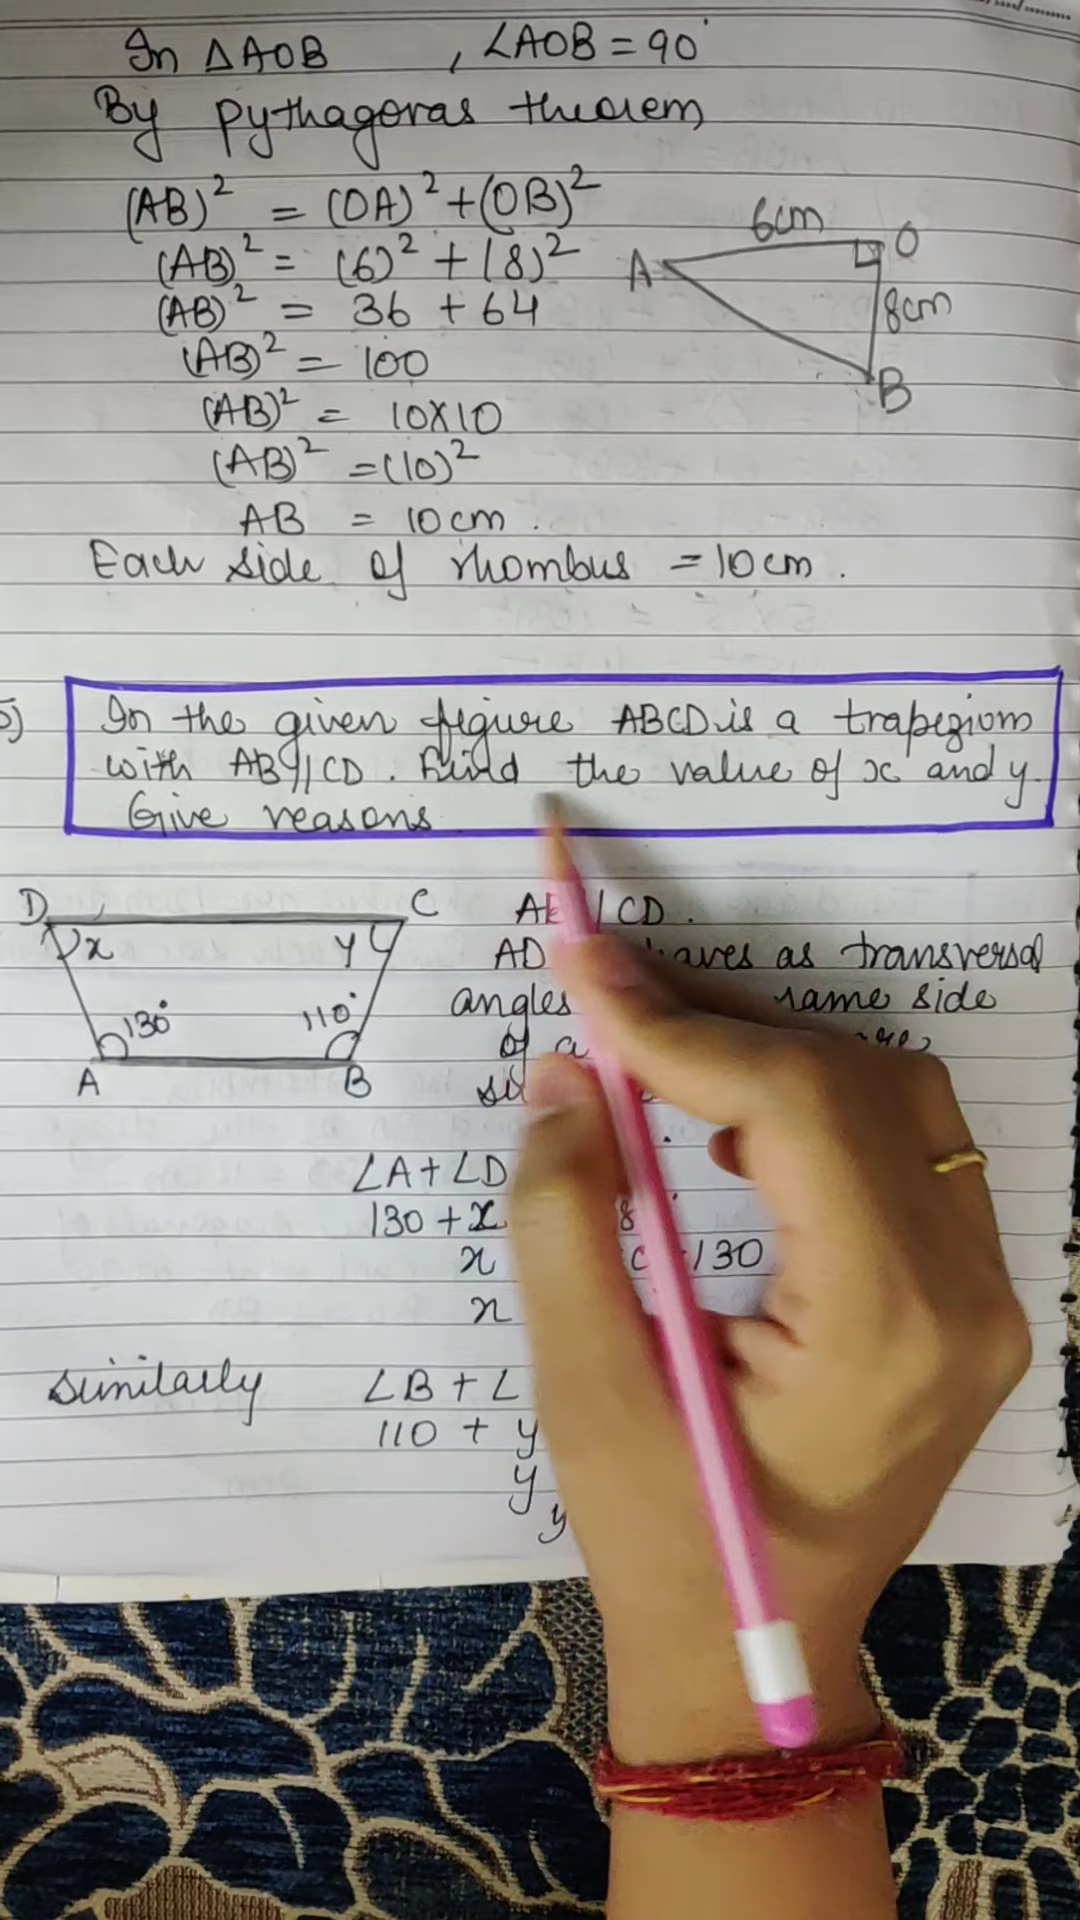 In ΔAOB , ∠AOB = 90°
By pythagoras theorem
(AB)² = (OA)² + (OB)²
(AB)² = (6)² + (8)²
(AB)² = 36 + 64
(AB)² = 100
(AB)² = 10×10
(AB)² = (10)²
AB = 10 cm .
Each side of rhombus = 10 cm .
6cm
A
O
8cm
B
5)
In the given figure ABCD is a trapeziom
with AB||CD . Find the value of x and y.
Give reasons
D
C
x
y
130°
110°
A
B
CD .
AD as transversal
angles same side
of
∠A + ∠D
130 + x
x 130
x
similarly ∠B + ∠
110 + y
y
y